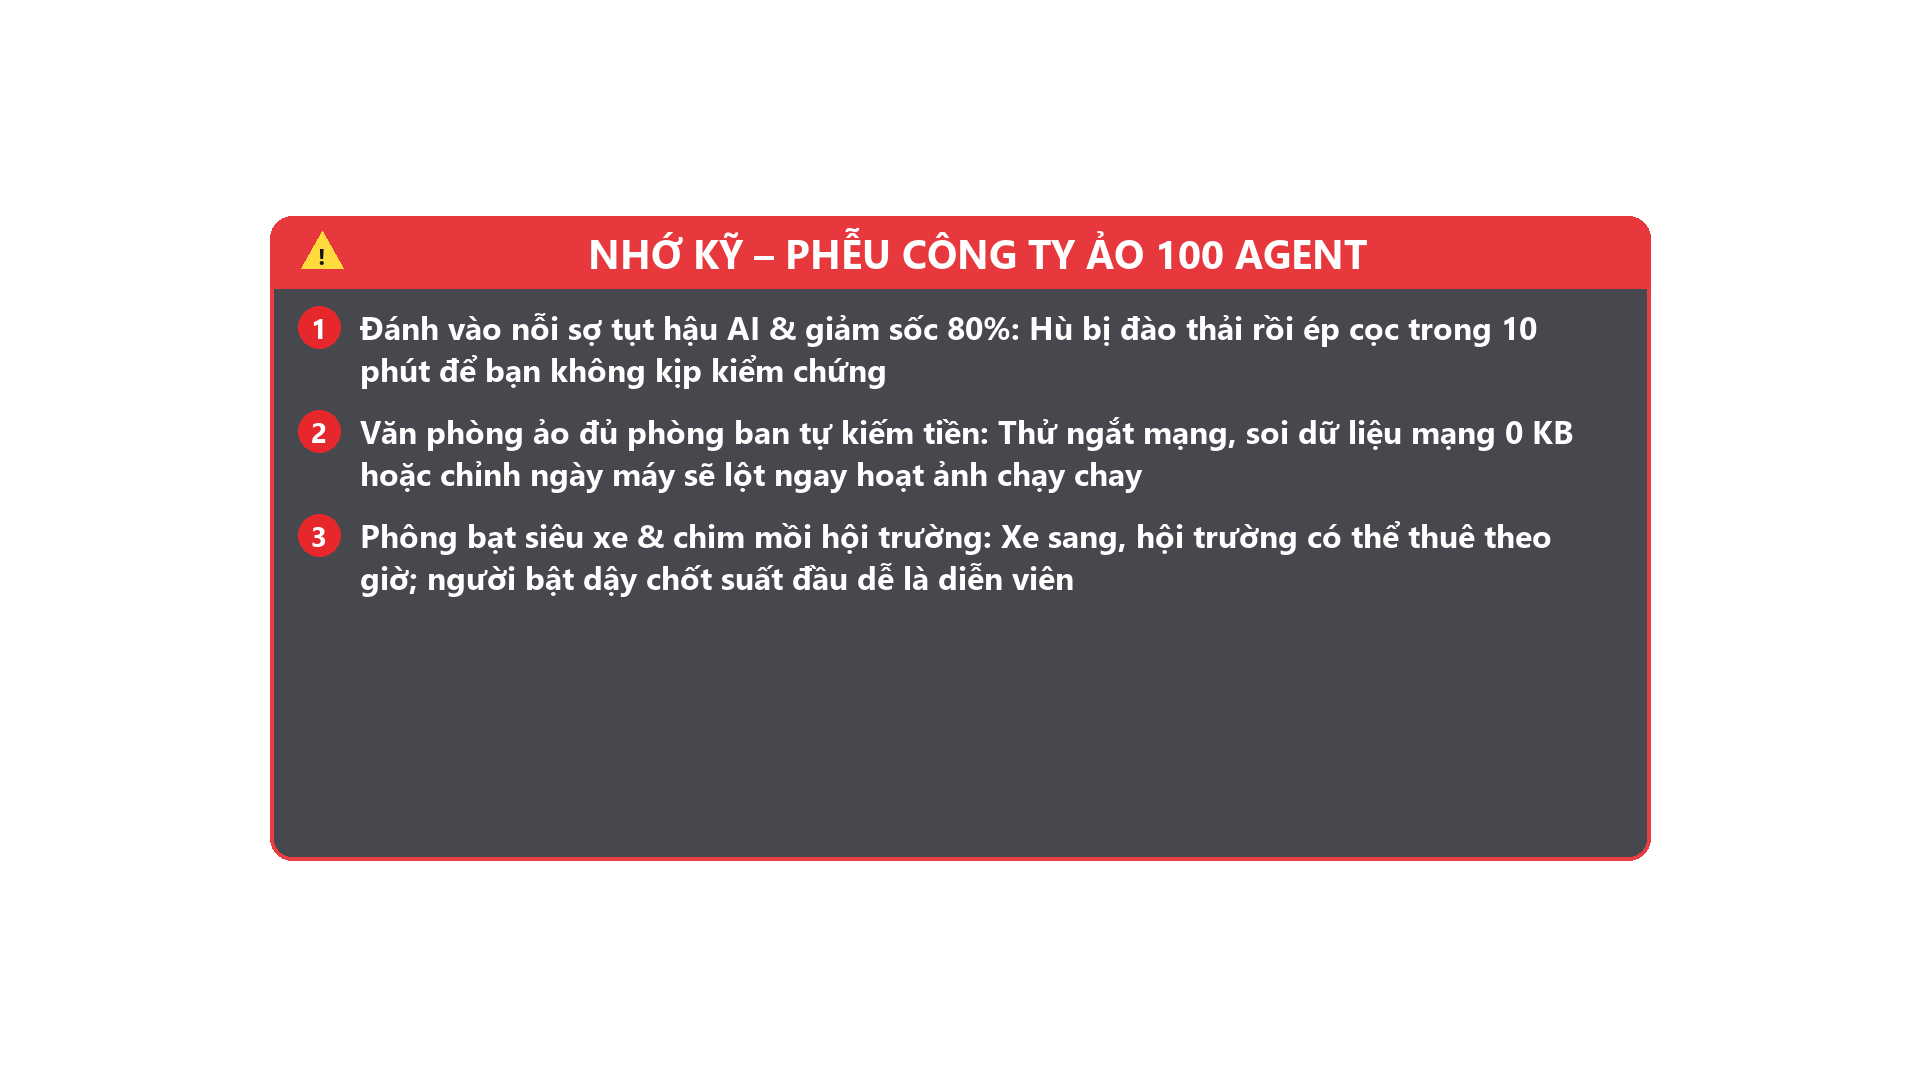 NHỚ KỸ – PHỄU CÔNG TY ẢO 100 AGENT
1 Đánh vào nỗi sợ tụt hậu AI & giảm sốc 80%: Hù bị đào thải rồi ép cọc trong 10
phút để bạn không kịp kiểm chứng
2 Văn phòng ảo đủ phòng ban tự kiếm tiền: Thử ngắt mạng, soi dữ liệu mạng 0 KB
hoặc chỉnh ngày máy sẽ lột ngay hoạt ảnh chạy chay
3 Phông bạt siêu xe & chim mồi hội trường: Xe sang, hội trường có thể thuê theo
giờ; người bật dậy chốt suất đầu dễ là diễn viên